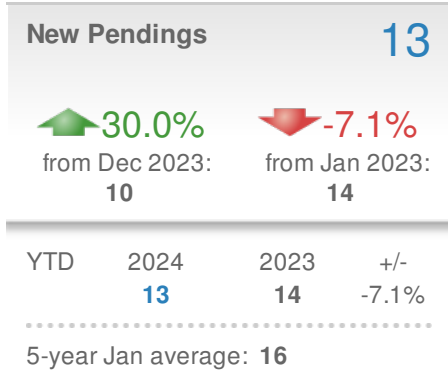 New Pendings 13
30.0% -7.1%
from Dec 2023: from Jan 2023:
10 14
YTD 2024 2023 +/-
13 14 -7.1%
5-year Jan average: 16